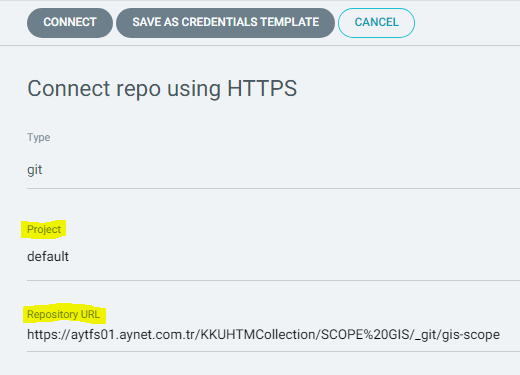 CONNECT SAVE AS CREDENTIALS TEMPLATE CANCEL
Connect repo using HTTPS
Type
git
Project
default
Repository URL
https://aytfs01.aynet.com.tr/KKUHTMCollection/SCOPE%20GIS/_git/gis-scope